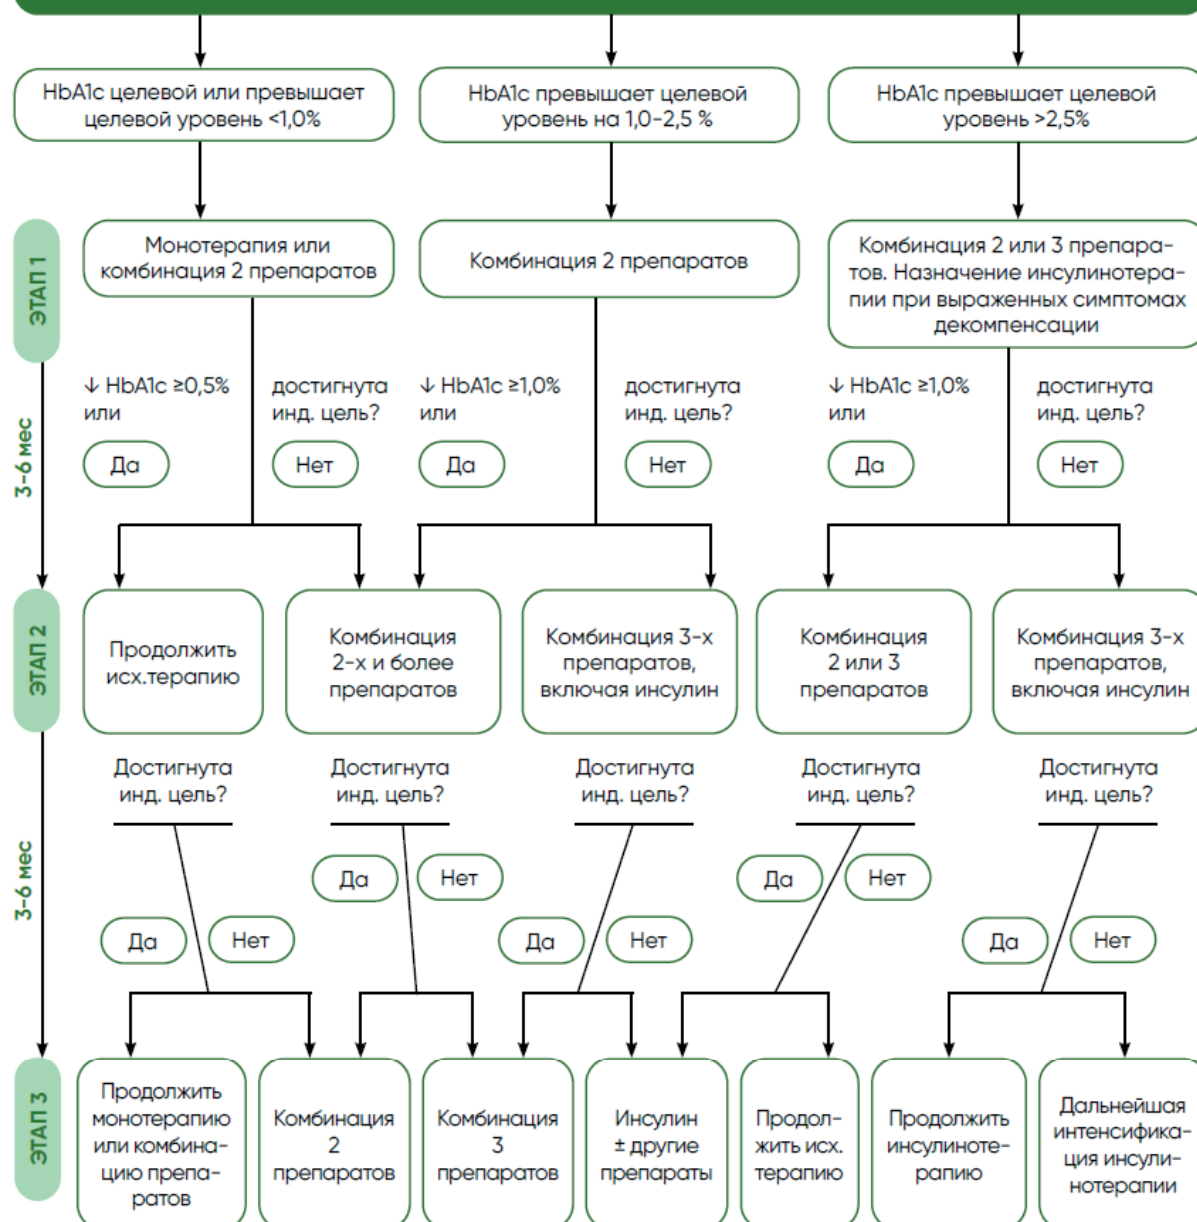 HbA1c целевой или превышает
целевой уровень <1,0%
HbA1c превышает целевой
уровень на 1,0-2,5 %
HbA1c превышает целевой
уровень >2,5%
ЭТАП 1
Монотерапия или
комбинация 2 препаратов
Комбинация 2 препаратов
Комбинация 2 или 3 препара-
тов. Назначение инсулинотера-
пии при выраженных симптомах
декомпенсации
3-6 мес
↓ HbA1c ≥0,5%
или
достигнута
инд. цель?
Да
Нет
↓ HbA1c ≥1,0%
или
достигнута
инд. цель?
Да
Нет
↓ HbA1c ≥1,0%
или
достигнута
инд. цель?
Да
Нет
ЭТАП 2
Продолжить
исх.терапию
Комбинация
2-х и более
препаратов
Комбинация 3-х
препаратов,
включая инсулин
Комбинация
2 или 3
препаратов
Комбинация 3-х
препаратов,
включая инсулин
3-6 мес
Достигнута
инд. цель?
Да
Нет
Достигнута
инд. цель?
Да
Нет
Достигнута
инд. цель?
Да
Нет
Достигнута
инд. цель?
Да
Нет
Достигнута
инд. цель?
Да
Нет
ЭТАП 3
Продолжить
монотерапию
или комбина-
цию препа-
ратов
Комбинация
2
препаратов
Комбинация
3
препаратов
Инсулин
± другие
препараты
Продол-
жить исх.
терапию
Продолжить
инсулиноте-
рапию
Дальнейшая
интенсифика-
ция инсули-
нотерапии